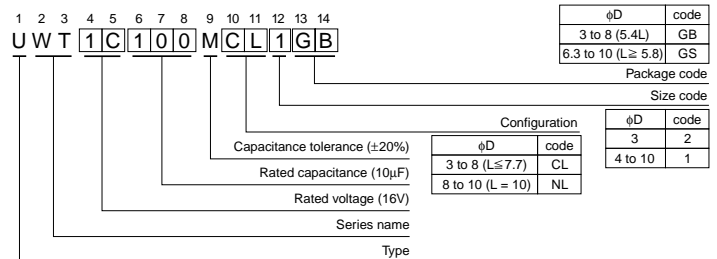 1 2 3 4 5 6 7 8 9 10 11 12 13 14
U W T 1 C 1 0 0 M C L 1 G B
ϕD code
3 to 8 (5.4L) GB
6.3 to 10 (L≧ 5.8) GS
Package code
Size code
ϕD code
3 2
4 to 10 1
Configuration
ϕD code
3 to 8 (L≦7.7) CL
8 to 10 (L = 10) NL
Capacitance tolerance (±20%)
Rated capacitance (10μF)
Rated voltage (16V)
Series name
Type